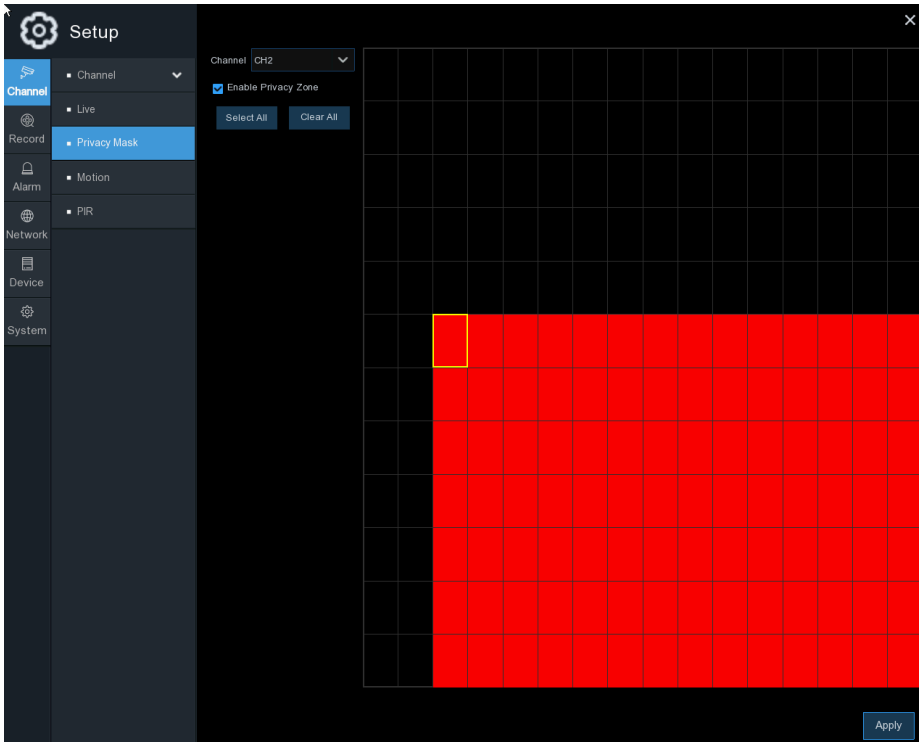 Setup
Channel
Record
Alarm
Network
Device
System
Channel
Live
Privacy Mask
Motion
PIR
Channel CH2
Enable Privacy Zone
Select All Clear All
Apply